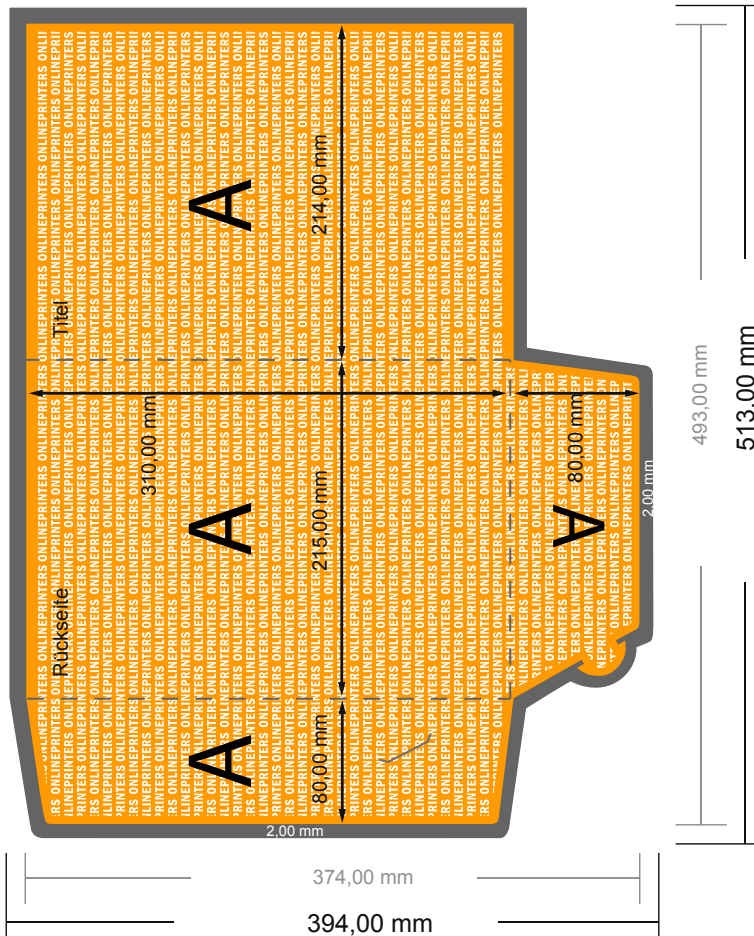 ONLINEPRINTERS ONLINEPRINTERS ONLINEPRINTERS
A
214,00 mm
Titel
310,00 mm
80,00 mm
493,00 mm
513,00 mm
2,00 mm
A
215,00 mm
A
Rückseite
A
80,00 mm
2,00 mm
374,00 mm
394,00 mm